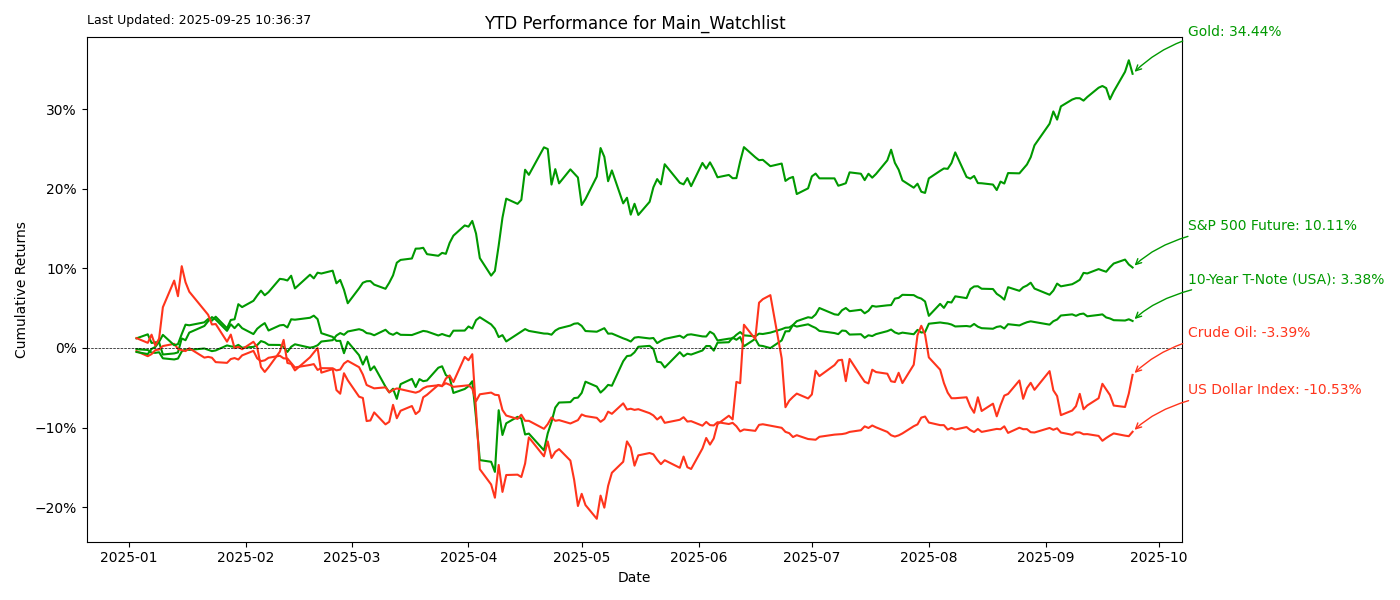 Last Updated: 2025-09-25 10:36:37
YTD Performance for Main_Watchlist
Gold: 34.44%
S&P 500 Future: 10.11%
10-Year T-Note (USA): 3.38%
Crude Oil: -3.39%
US Dollar Index: -10.53%
Cumulative Returns
30%
20%
10%
0%
−10%
−20%
2025-01 2025-02 2025-03 2025-04 2025-05 2025-06 2025-07 2025-08 2025-09 2025-10
Date